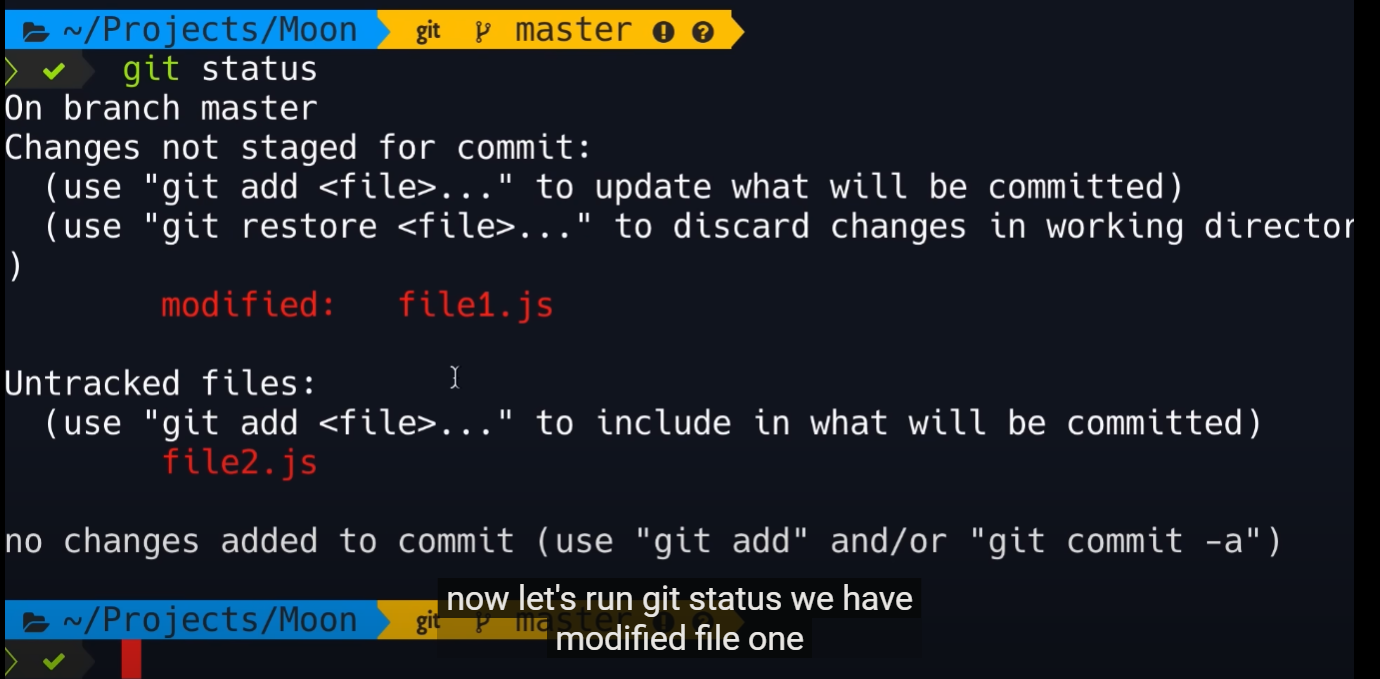 ~/Projects/Moon git master ! ?
git status
On branch master
Changes not staged for commit:
  (use "git add <file>..." to update what will be committed)
  (use "git restore <file>..." to discard changes in working director
)
        modified:   file1.js
Untracked files:
  (use "git add <file>..." to include in what will be committed)
        file2.js
no changes added to commit (use "git add" and/or "git commit -a")
~/Projects/Moon git master
now let's run git status we have
modified file one